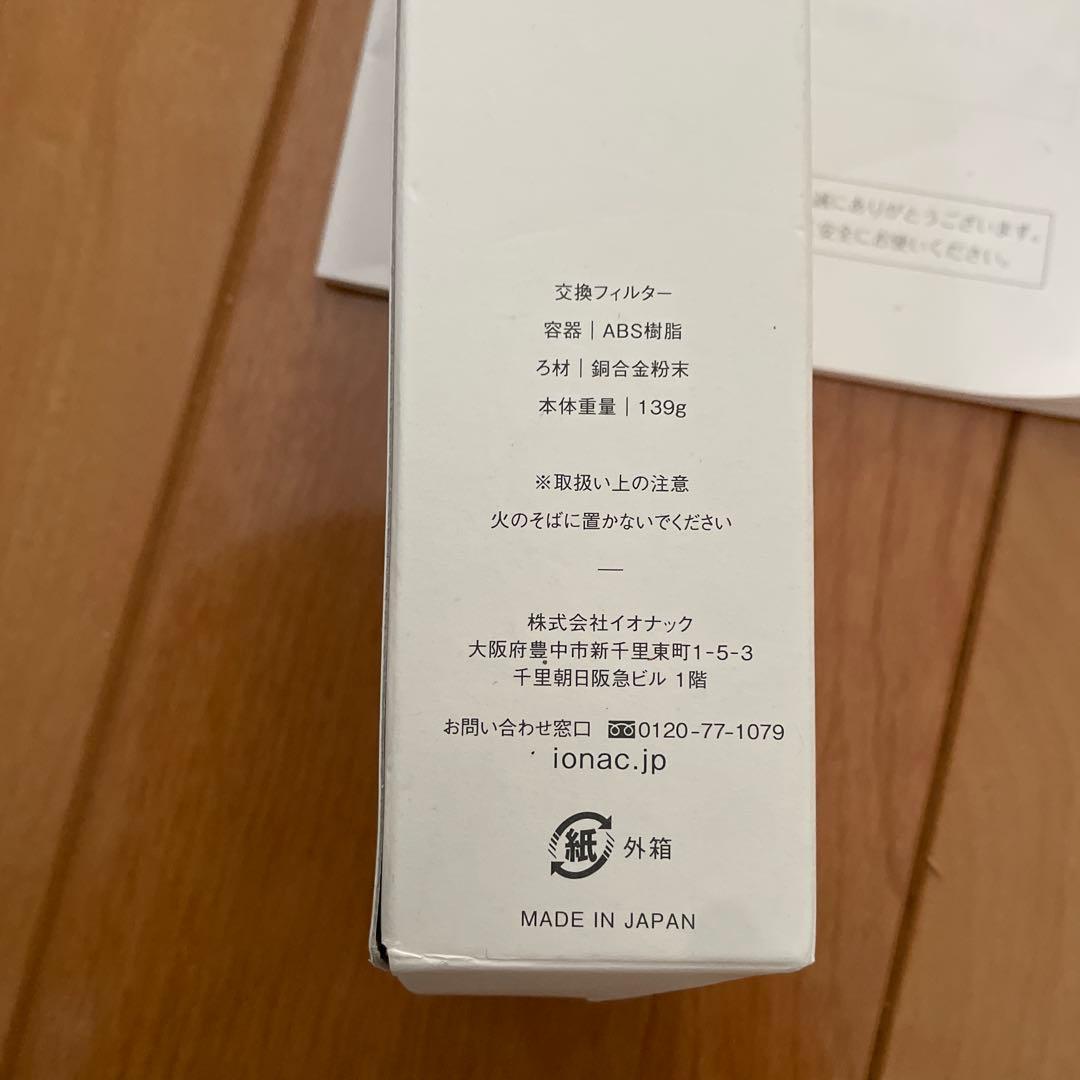 誠にありがとうございます。
安全にお使いください。
交換フィルター
容器｜ABS樹脂
ろ材｜銅合金粉末
本体重量｜139g
※取扱い上の注意
火のそばに置かないでください
株式会社イオナック
大阪府豊中市新千里東町1-5-3
千里朝日阪急ビル 1階
お問い合わせ窓口 0120-77-1079
ionac.jp
紙 外箱
MADE IN JAPAN